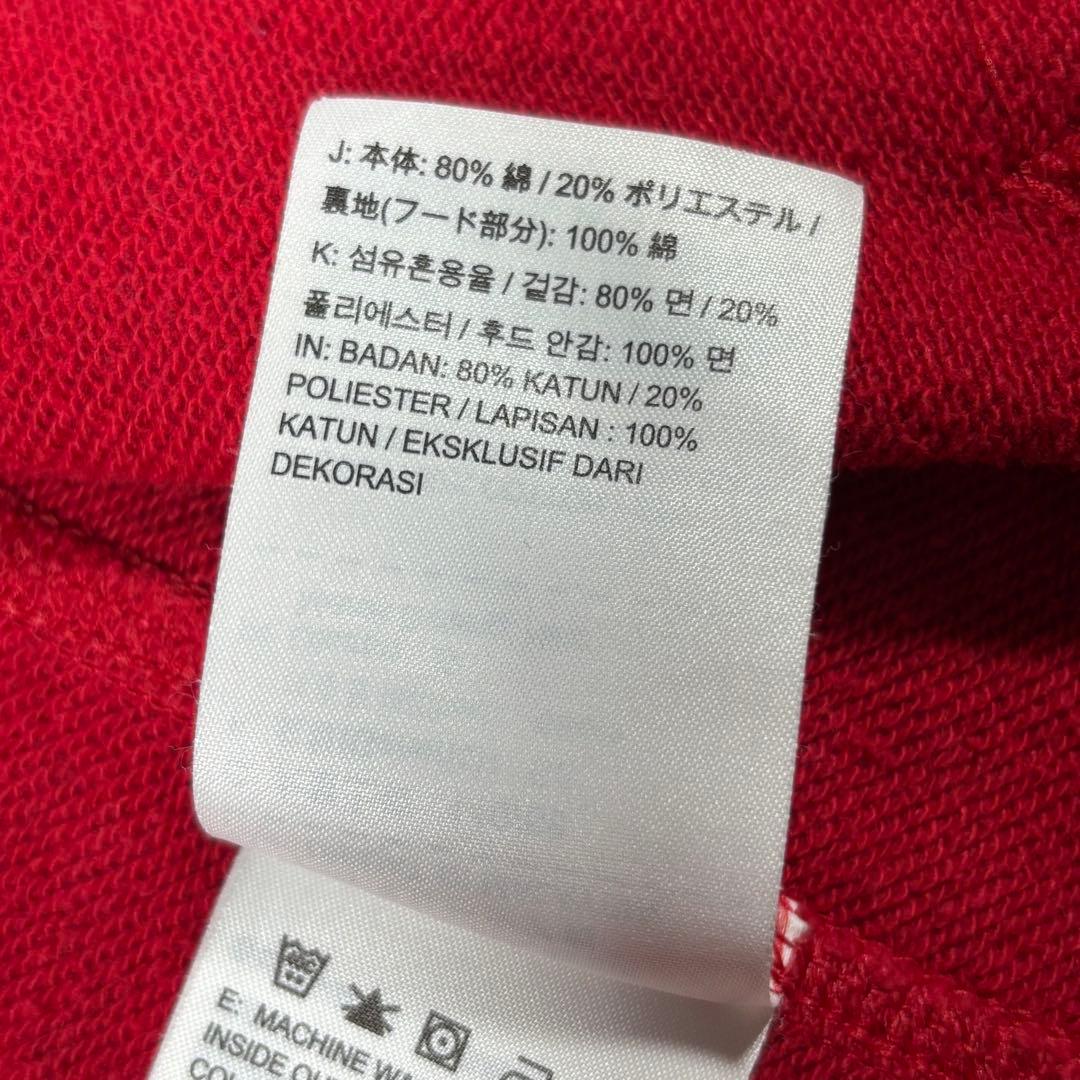 J: 本体: 80% 綿 / 20% ポリエステル /
裏地(フード部分): 100% 綿
K: 섬유혼용율 / 겉감: 80% 면 / 20%
폴리에스터 / 후드 안감: 100% 면
IN: BADAN: 80% KATUN / 20%
POLIESTER / LAPISAN : 100%
KATUN / EKSKLUSIF DARI
DEKORASI
E: MACHINE
INSIDE